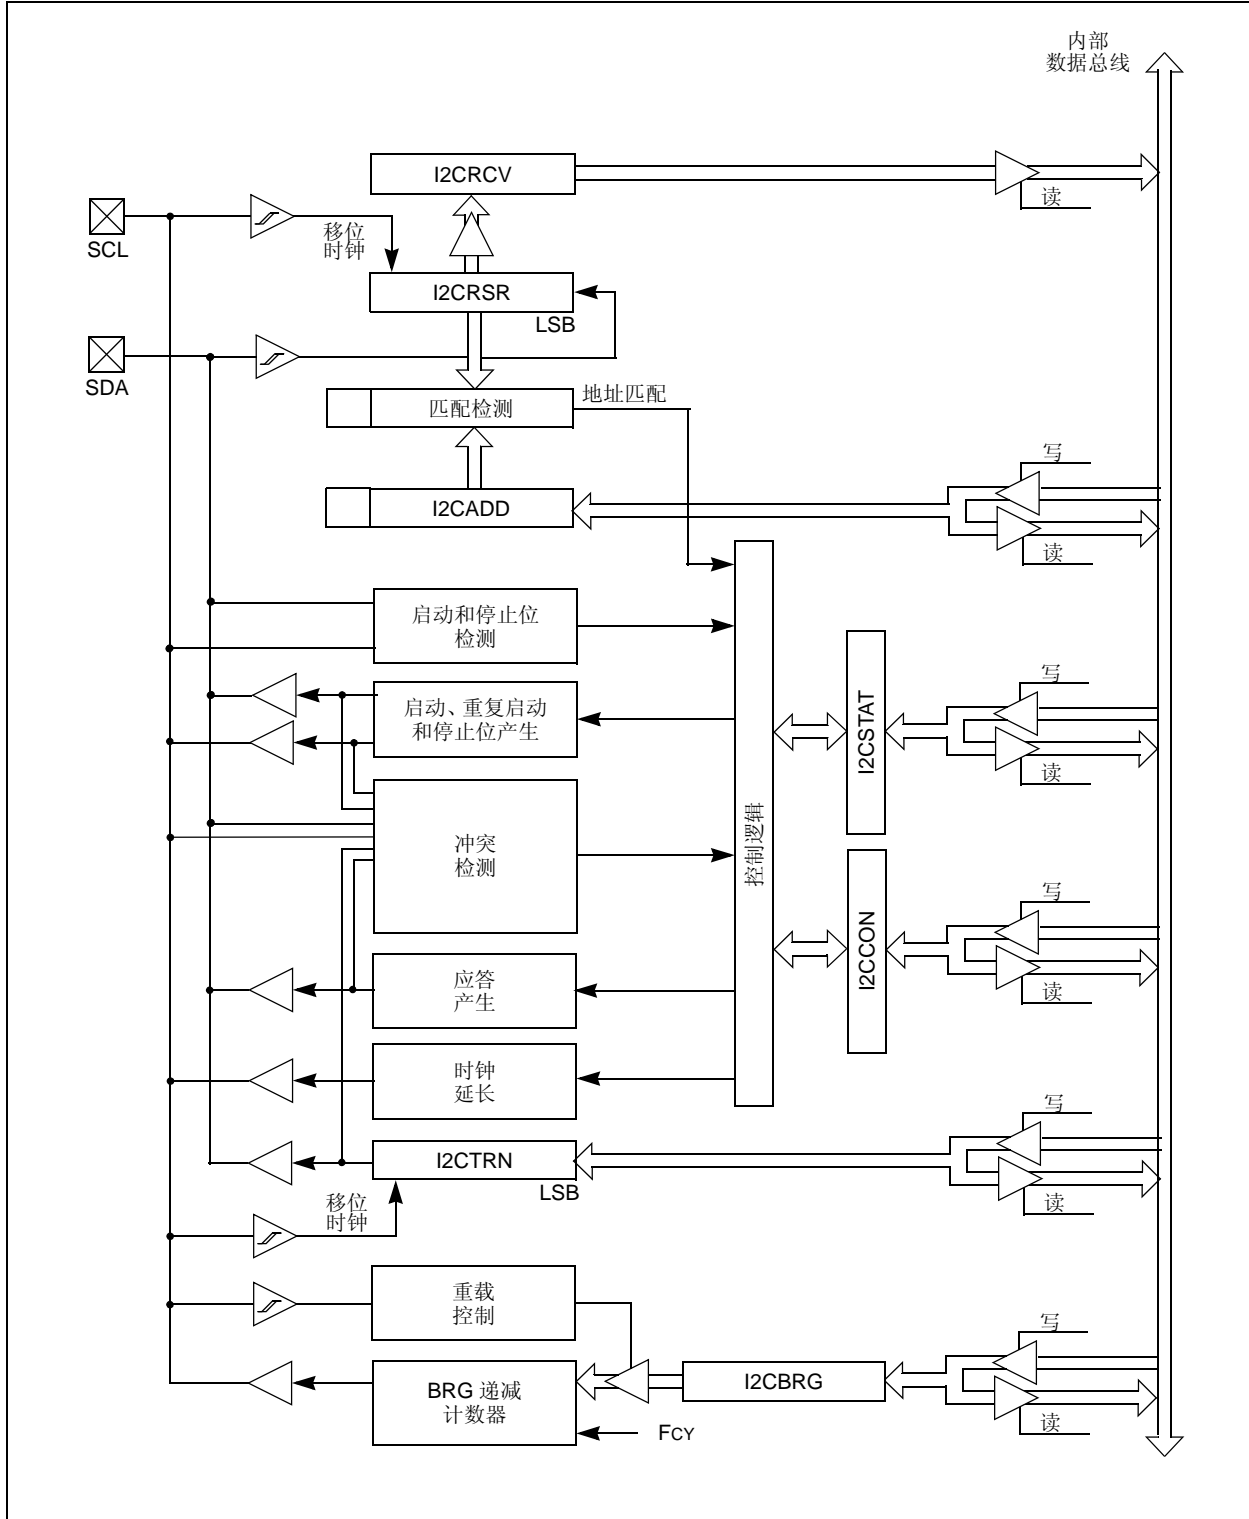 内部
数据总线
I2CRCV
读
SCL
移位
时钟
I2CRSR
LSB
SDA
地址匹配
匹配检测
写
I2CADD
读
启动和停止位
检测
写
启动、重复启动
和停止位产生
I2CSTAT
读
冲突
检测
控制逻辑
写
I2CCON
应答
产生
读
时钟
延长
写
I2CTRN
LSB
读
移位
时钟
重载
控制
写
BRG 递减
计数器
I2CBRG
读
FCY